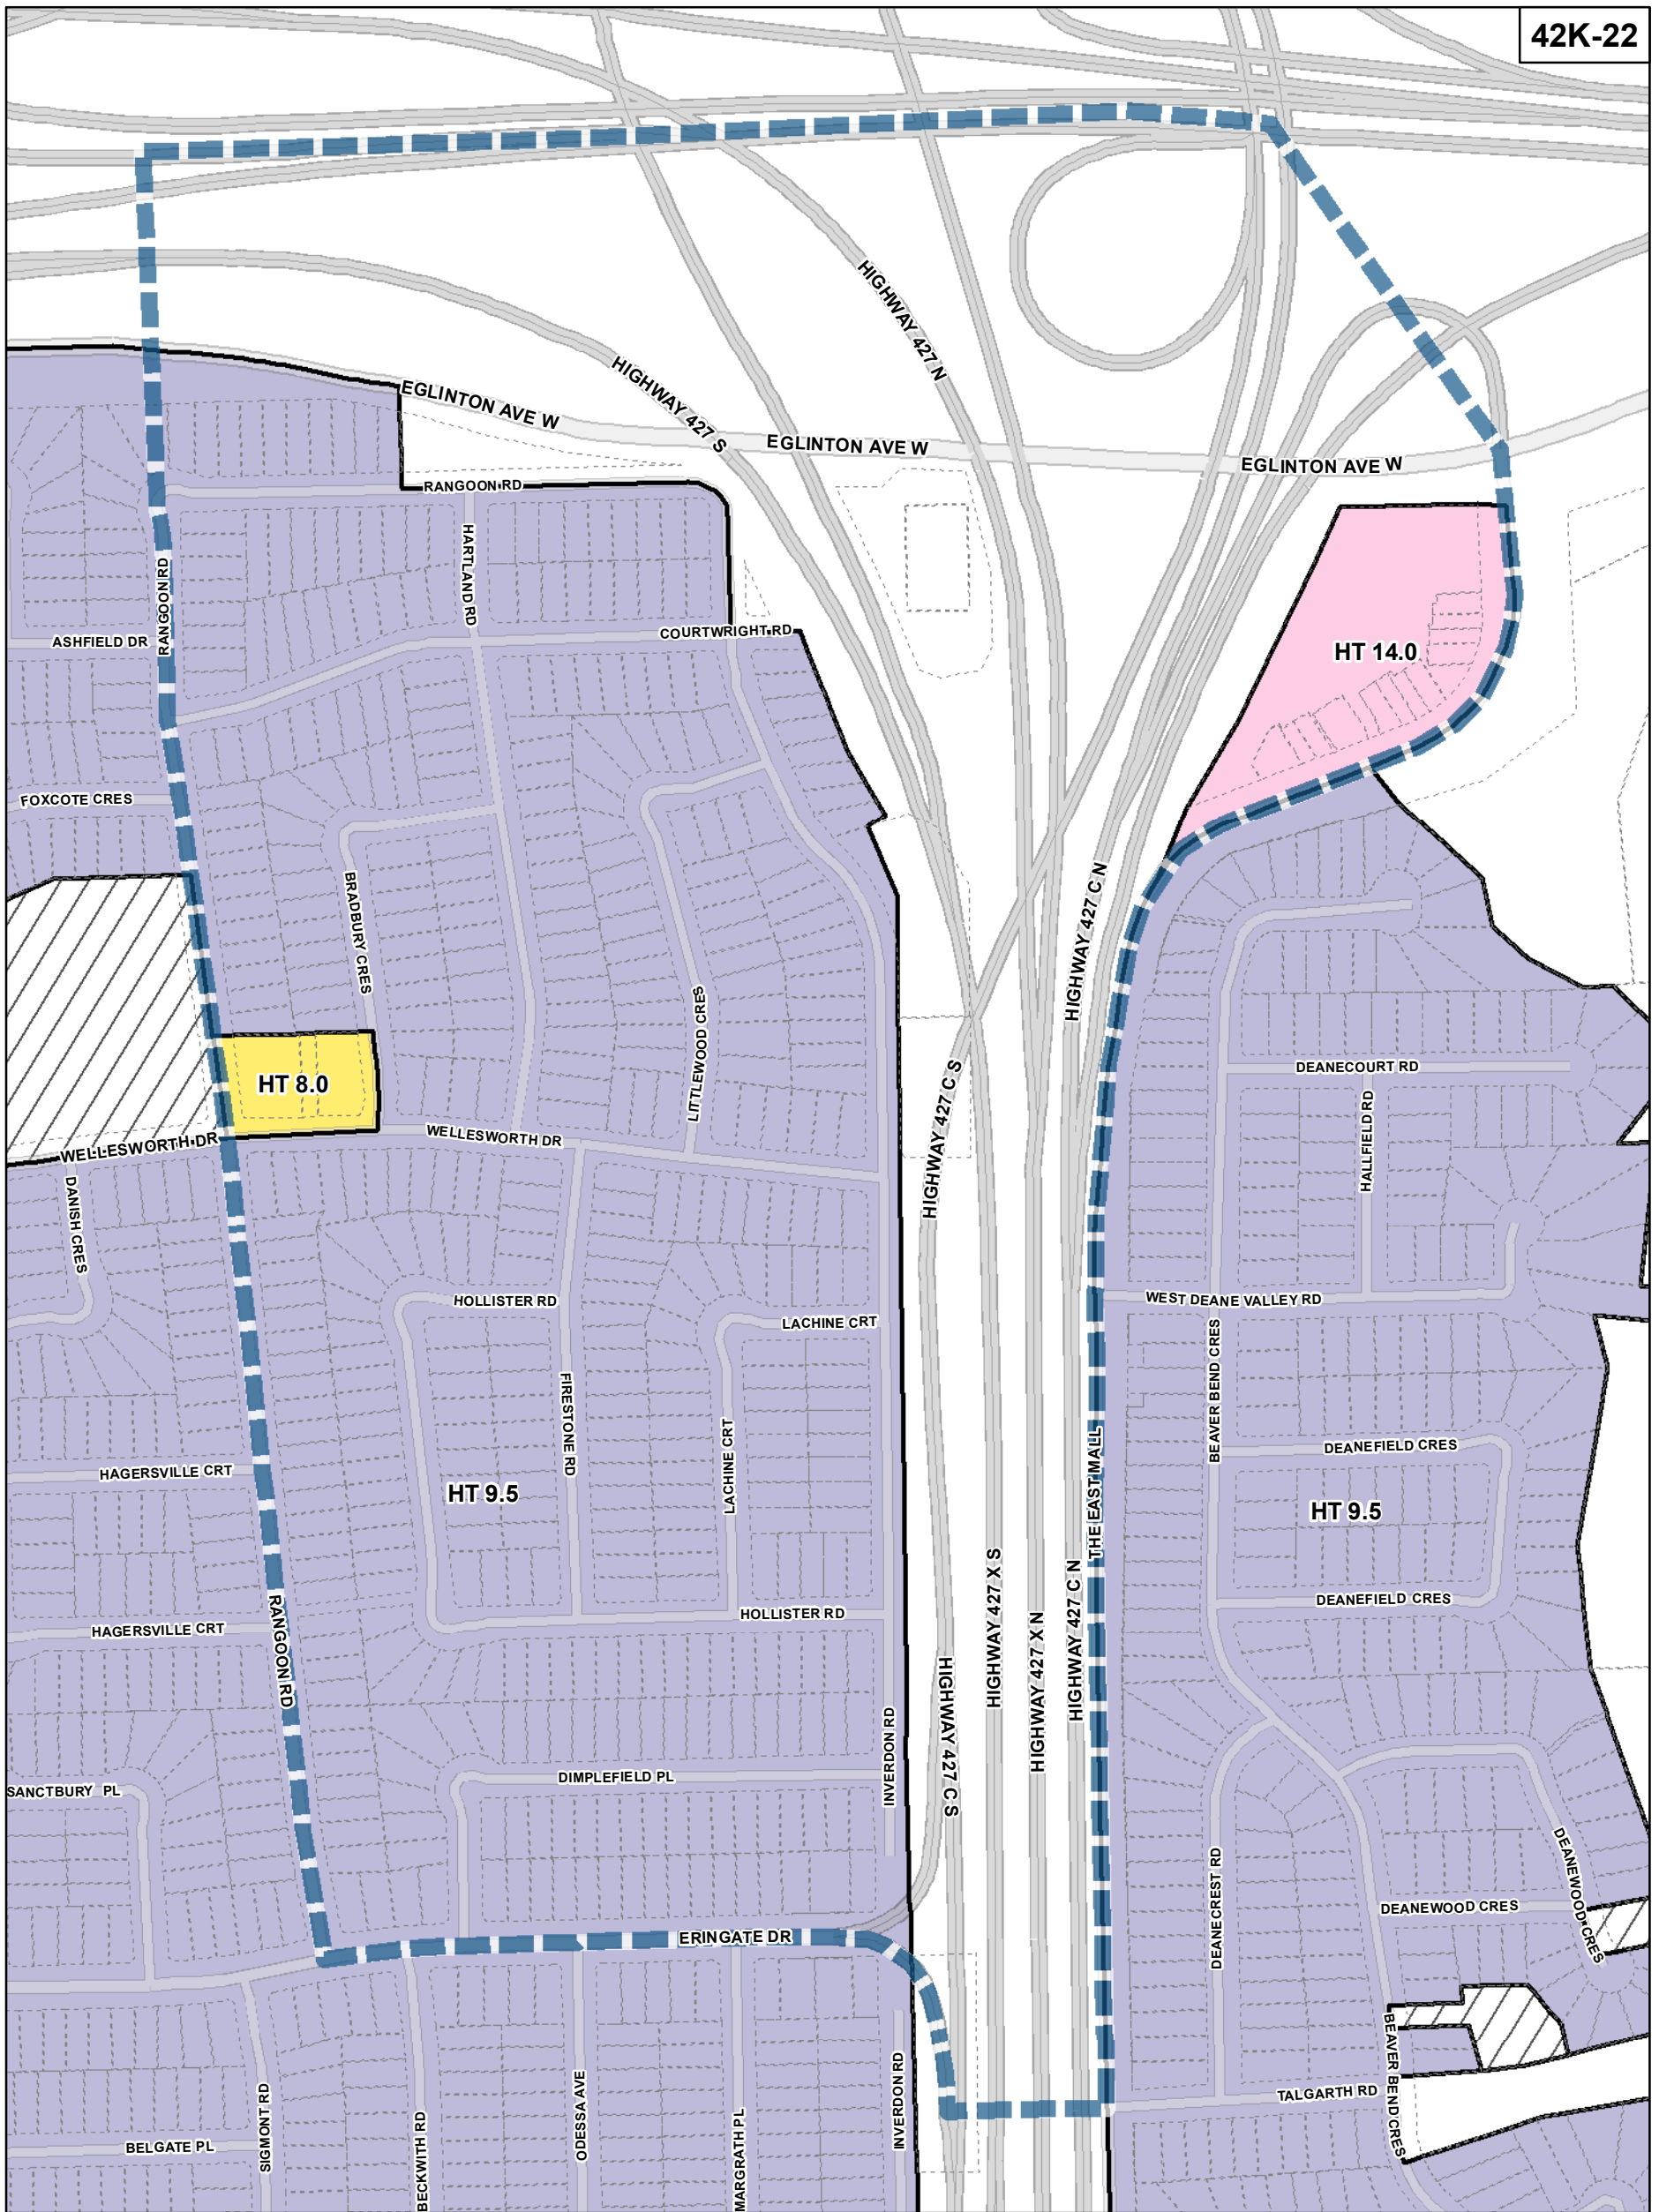 42K-22
HIGHWAY 427 N
HIGHWAY 427 S
EGLINTON AVE W
EGLINTON AVE W
EGLINTON AVE W
RANGOON RD
HARTLAND RD
RANGOON RD
COURTWRIGHT RD
ASHFIELD DR
HT 14.0
FOXCOTE CRES
BRADBURY CRES
HIGHWAY 427 C N
LITTLEWOOD CRES
DEANECOURT RD
HT 8.0
HALLFIELD RD
HIGHWAY 427 C S
WELLESWORTH DR
WELLESWORTH DR
DANISH CRES
HOLLISTER RD
WEST DEANE VALLEY RD
LACHINE CRT
BEAVER BEND CRES
FIRESTONE RD
LACHINE CRT
DEANEFIELD CRES
HAGERSVILLE CRT
HT 9.5
THE EAST MALL
HT 9.5
DEANEFIELD CRES
HOLLISTER RD
HAGERSVILLE CRT
RANGOON RD
HIGHWAY 427 X S
HIGHWAY 427 X N
HIGHWAY 427 C N
HIGHWAY 427 C S
INVERDON RD
DIMPLEFIELD PL
SANCTBURY PL
DEANEWOOD CRES
DEANECREST RD
DEANEWOOD CRES
ERINGATE DR
BEAVER BEND CRES
TALGARTH RD
INVERDON RD
ODESSA AVE
SIGMONT RD
BECKWITH RD
MARGRATH PL
BELGATE PL